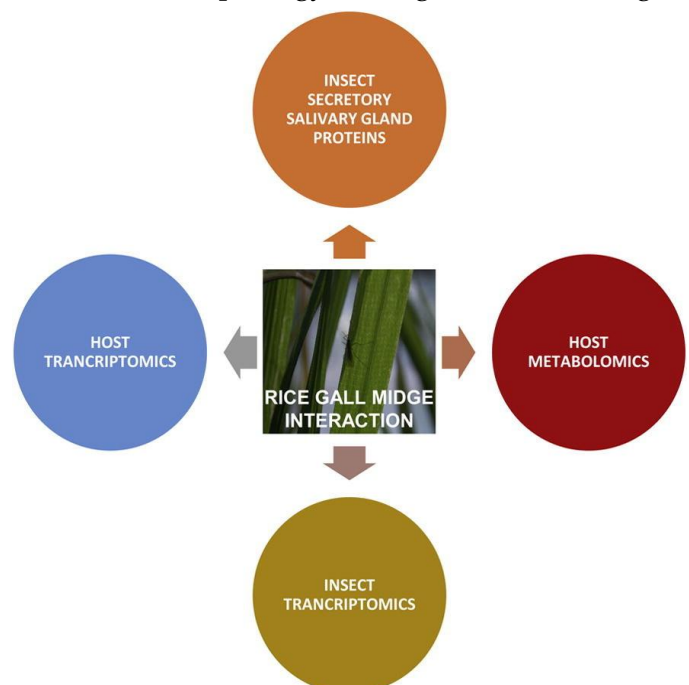 INSECT
SECRETORY
SALIVARY GLAND
PROTEINS
HOST
TRANCRIPTOMICS
RICE GALL MIDGE
INTERACTION
HOST
METABOLOMICS
INSECT
TRANCRIPTOMICS